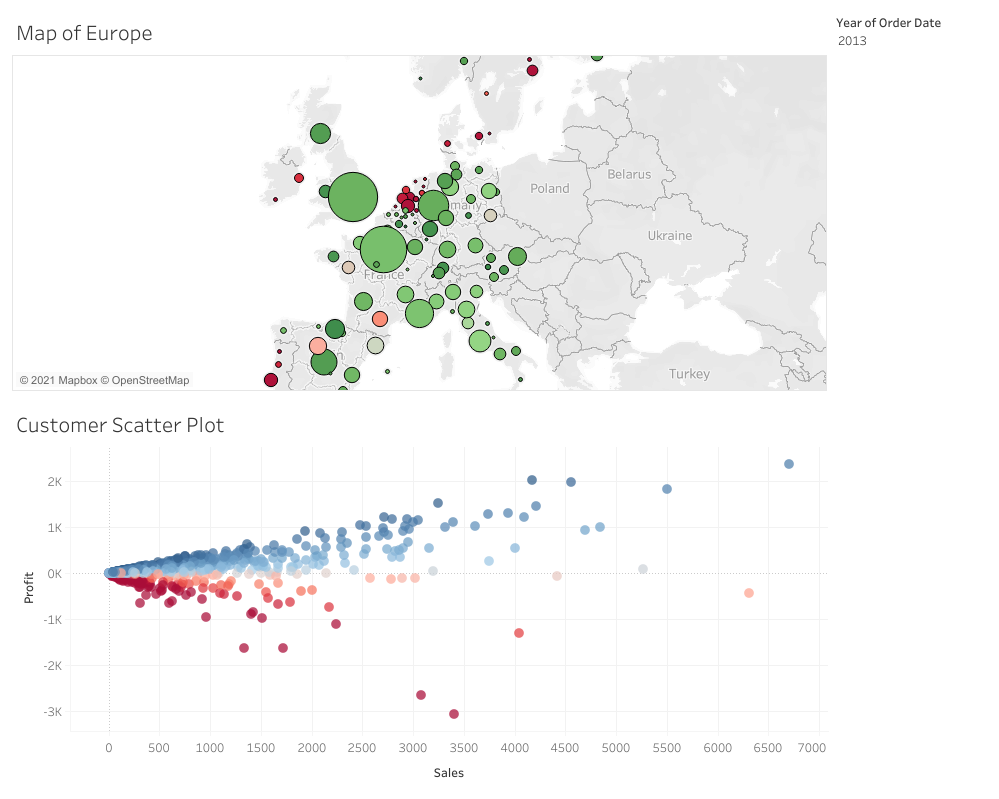 Map of Europe
Year of Order Date
2013
Belarus
Poland
Ukraine
France
Turkey
© 2021 Mapbox © OpenStreetMap
Customer Scatter Plot
2K
1K
0K
-1K
-2K
-3K
Profit
0 500 1000 1500 2000 2500 3000 3500 4000 4500 5000 5500 6000 6500 7000
Sales